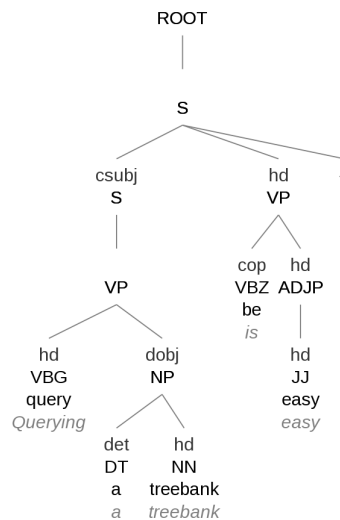 ROOT
S
csubj hd
S VP
cop hd
VP VBZ ADJP
be
is
hd dobj hd
VBG NP JJ
query easy
Querying easy
det hd
DT NN
a treebank
a treebank